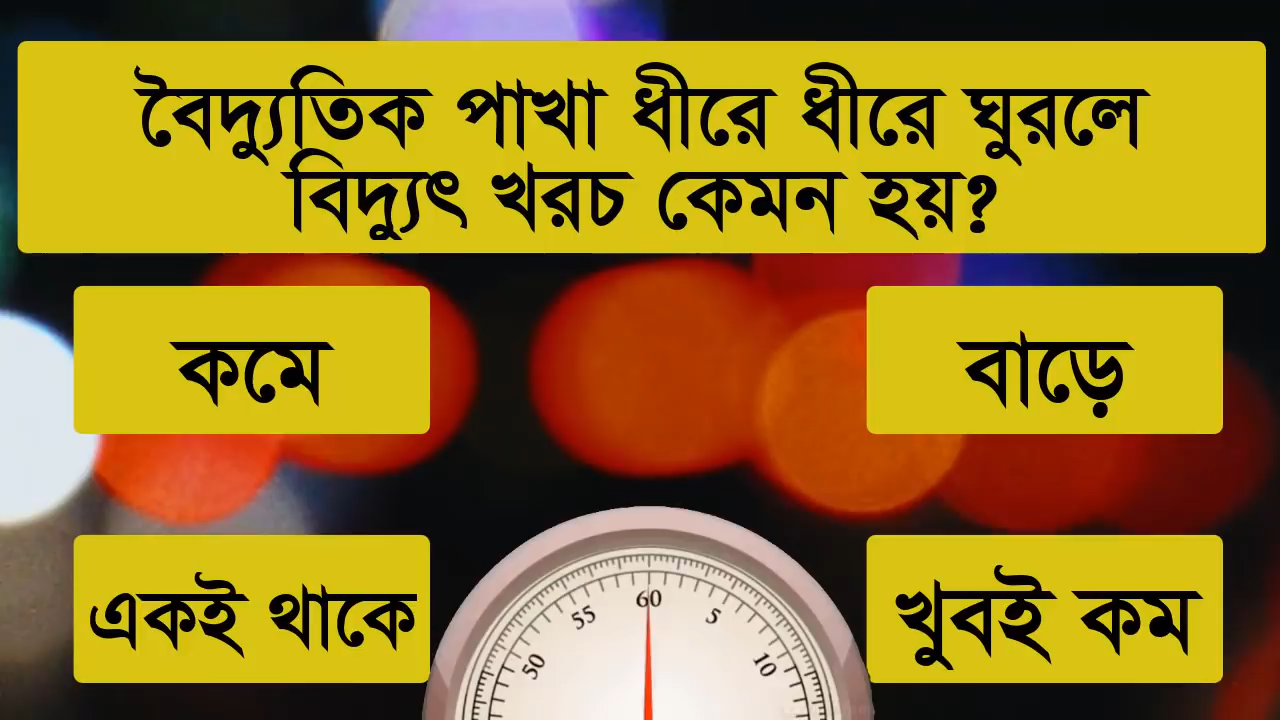 বৈদ্যুতিক পাখা ধীরে ধীরে ঘুরলে
বিদ্যুৎ খরচ কেমন হয়?
কমে
বাড়ে
একই থাকে
খুবই কম
60
55
5
50
10